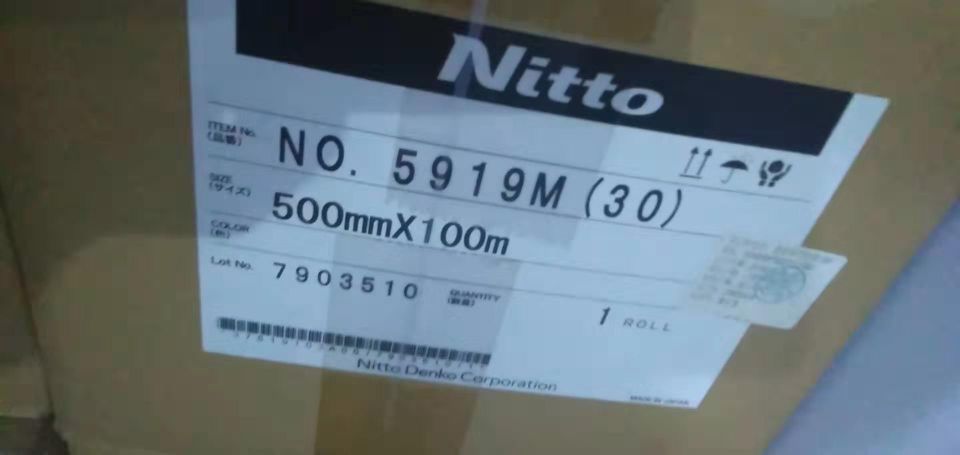 Nitto
ITEM No.
(品番)
NO. 5919M (30)
SIZE
(サイズ)
500mmX100m
COLOR
(色)
Lot No.
7903510
QUANTITY
(数量)
1 ROLL
Nitto Denko Corporation
MADE IN JAPAN